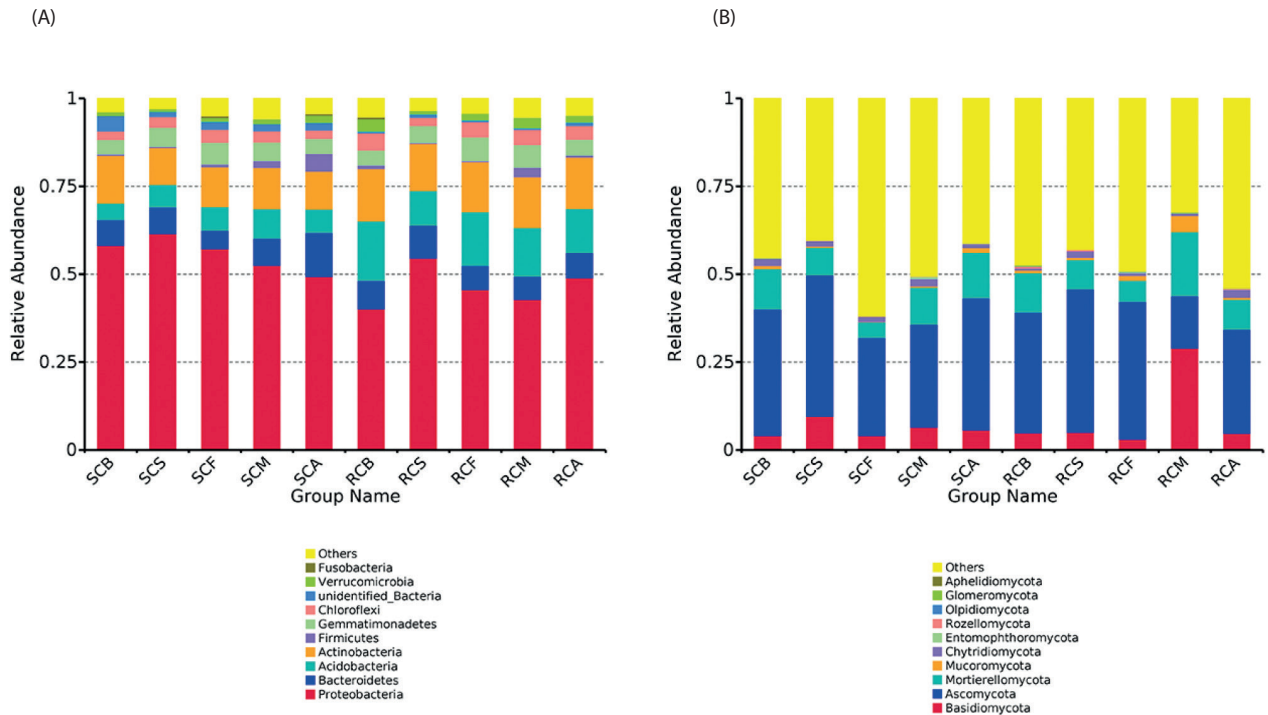 (A)
(B)
1
0.75
0.5
0.25
0
Relative Abundance
SCB SCS SCF SCM SCA RCB RCS RCF RCM RCA
Group Name
Others
Fusobacteria
Verrucomicrobia
unidentified_Bacteria
Chloroflexi
Gemmatimonadetes
Firmicutes
Actinobacteria
Acidobacteria
Bacteroidetes
Proteobacteria
1
0.75
0.5
0.25
0
Relative Abundance
SCB SCS SCF SCM SCA RCB RCS RCF RCM RCA
Group Name
Others
Aphelidiomycota
Glomeromycota
Olpidiomycota
Rozellomycota
Entomophthoromycota
Chytridiomycota
Mucoromycota
Mortierellomycota
Ascomycota
Basidiomycota